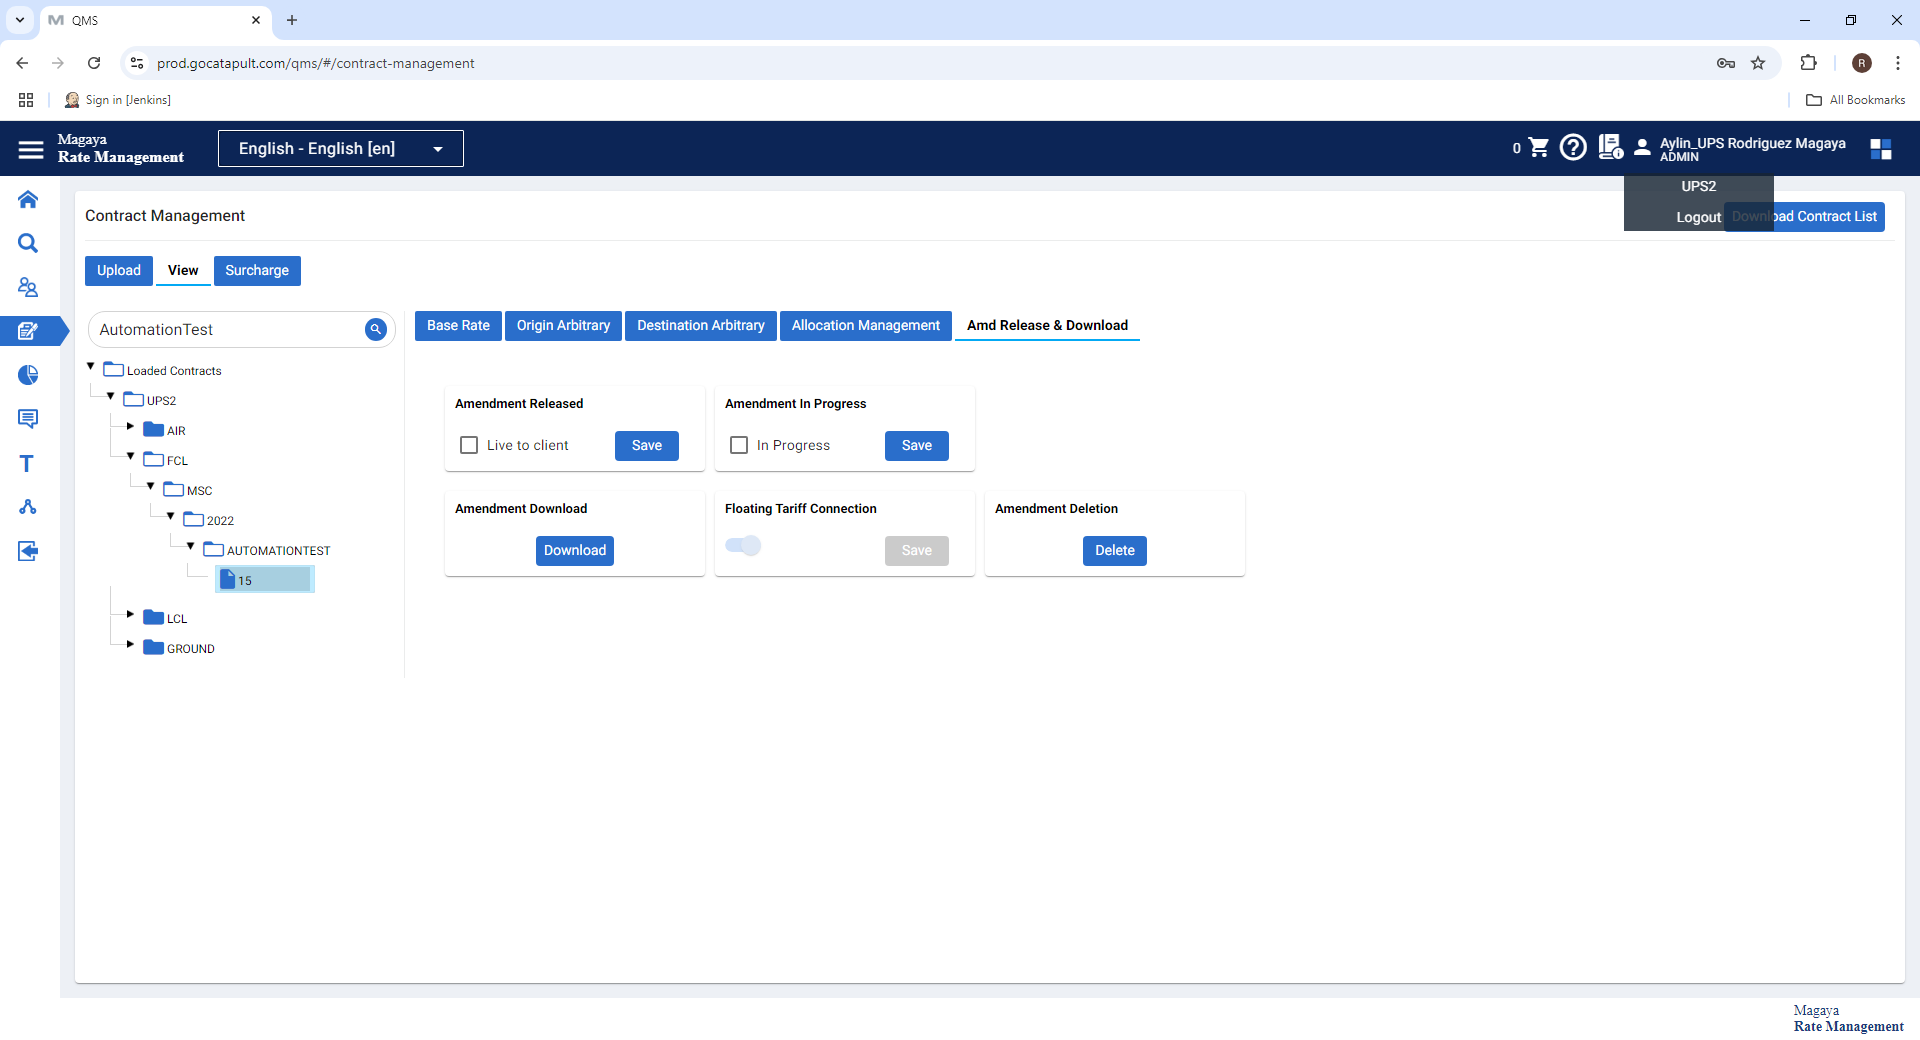 QMS
prod.gocatapult.com/qms/#/contract-management
R
Sign in [Jenkins]
All Bookmarks
Magaya
Rate Management
English - English [en]
0
Aylin_UPS Rodriguez Magaya
ADMIN
UPS2
Logout
Contract Management
Download Contract List
Upload
View
Surcharge
AutomationTest
Base Rate
Origin Arbitrary
Destination Arbitrary
Allocation Management
Amd Release & Download
Loaded Contracts
UPS2
AIR
FCL
MSC
2022
AUTOMATIONTEST
15
LCL
GROUND
Amendment Released
Live to client
Save
Amendment In Progress
In Progress
Save
Amendment Download
Download
Floating Tariff Connection
Save
Amendment Deletion
Delete
T
Magaya
Rate Management